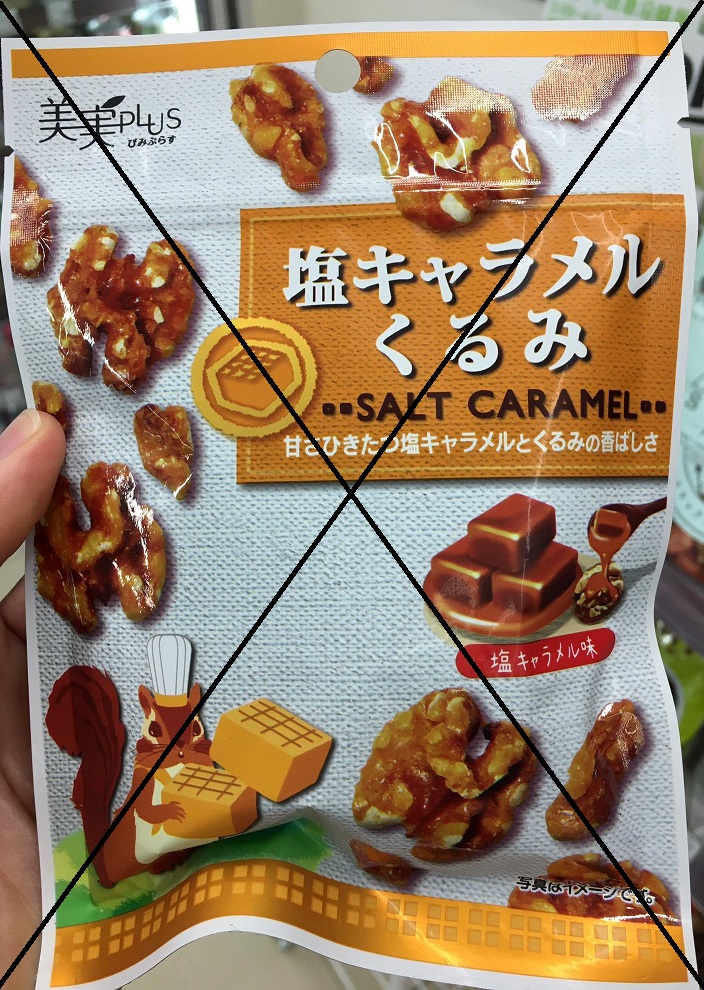 美実PLUS
びみぷらす
塩キャラメル
くるみ
SALT CARAMEL
甘さひきたつ塩キャラメルとくるみの香ばしさ
塩キャラメル味
写真はイメージです。